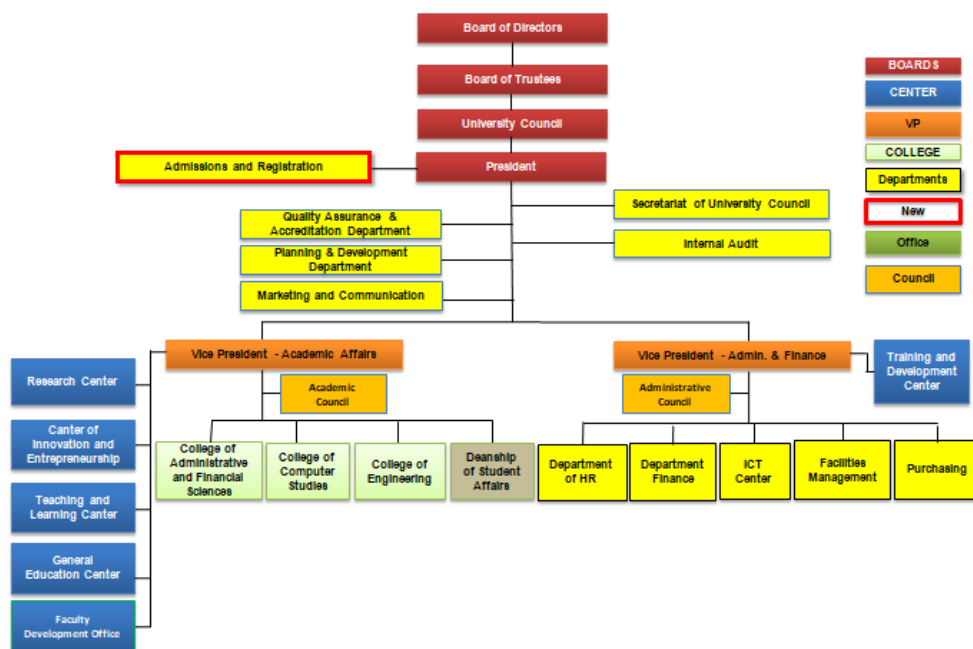 Board of Directors
Board of Trustees
University Council
President
Admissions and Registration
Secretariat of University Council
Quality Assurance &
Accreditation Department
Internal Audit
Planning & Development
Department
Marketing and Communication
BOARDS
CENTER
VP
COLLEGE
Departments
New
Office
Council
Vice President - Academic Affairs
Vice President - Admin. & Finance
Training and
Development
Center
Research Center
Academic
Council
Administrative
Council
Canter of
Innovation and
Entrepreneurship
College of
Administrative
and Financial
Sciences
College of
Computer
Studies
College of
Engineering
Deanship
of Student
Affairs
Department
of HR
Department
Finance
ICT
Center
Facilities
Management
Purchasing
Teaching and
Learning Canter
General
Education Center
Faculty
Development Office